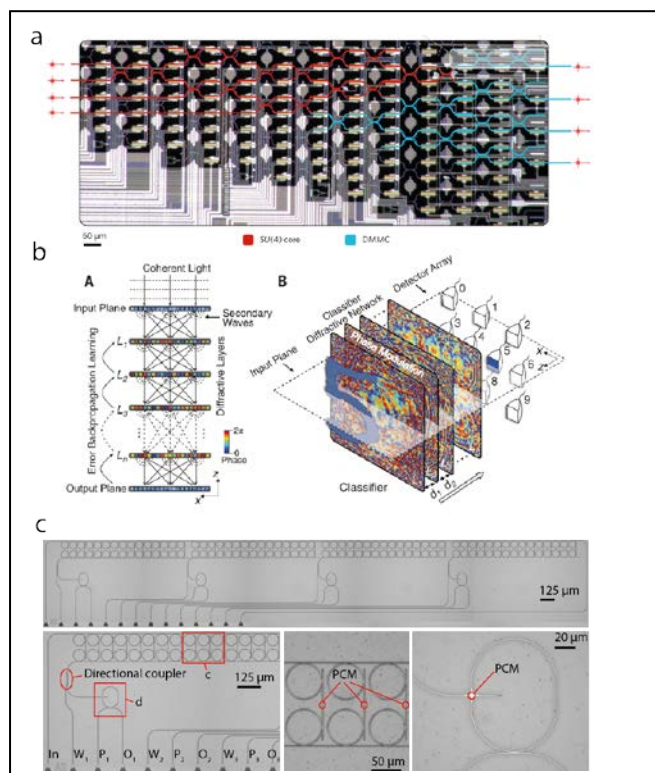 a
50 µm
SU(4) core
DMMC
b
A
Coherent Light
Input Plane
Secondary Waves
L1
L2
L3
Ln
Error Backpropagation Learning
Diffractive Layers
2π
0
Phase
Output Plane
z
x
B
Detector Array
Classifier
Diffractive Network
Input Plane
Phase Modulation
0
1
2
3
4
5
6
8
9
x
z
Classifier
d1
d2
c
125 µm
Directional coupler
c
d
125 µm
In W1 P1 O1 W2 P2 O2 W3 P3 O
PCM
50 µm
20 µm
PCM